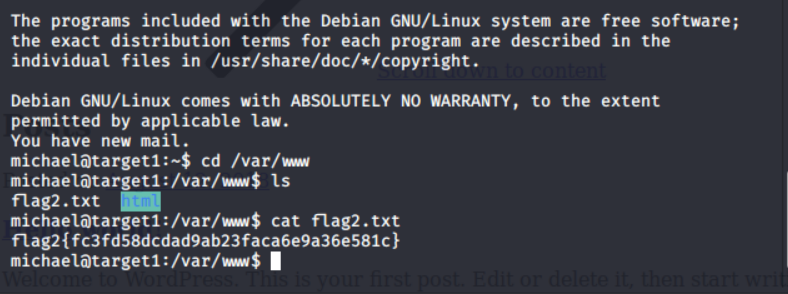 The programs included with the Debian GNU/Linux system are free software;
the exact distribution terms for each program are described in the
individual files in /usr/share/doc/*/copyright.
Scroll down to content
Debian GNU/Linux comes with ABSOLUTELY NO WARRANTY, to the extent
permitted by applicable law.
You have new mail.
michael@target1:~$ cd /var/www
michael@target1:/var/www$ ls
flag2.txt html
michael@target1:/var/www$ cat flag2.txt
flag2{fc3fd58dcdad9ab23faca6e9a36e581c}
michael@target1:/var/www$
Welcome to WordPress. This is your first post. Edit or delete it, then start writ